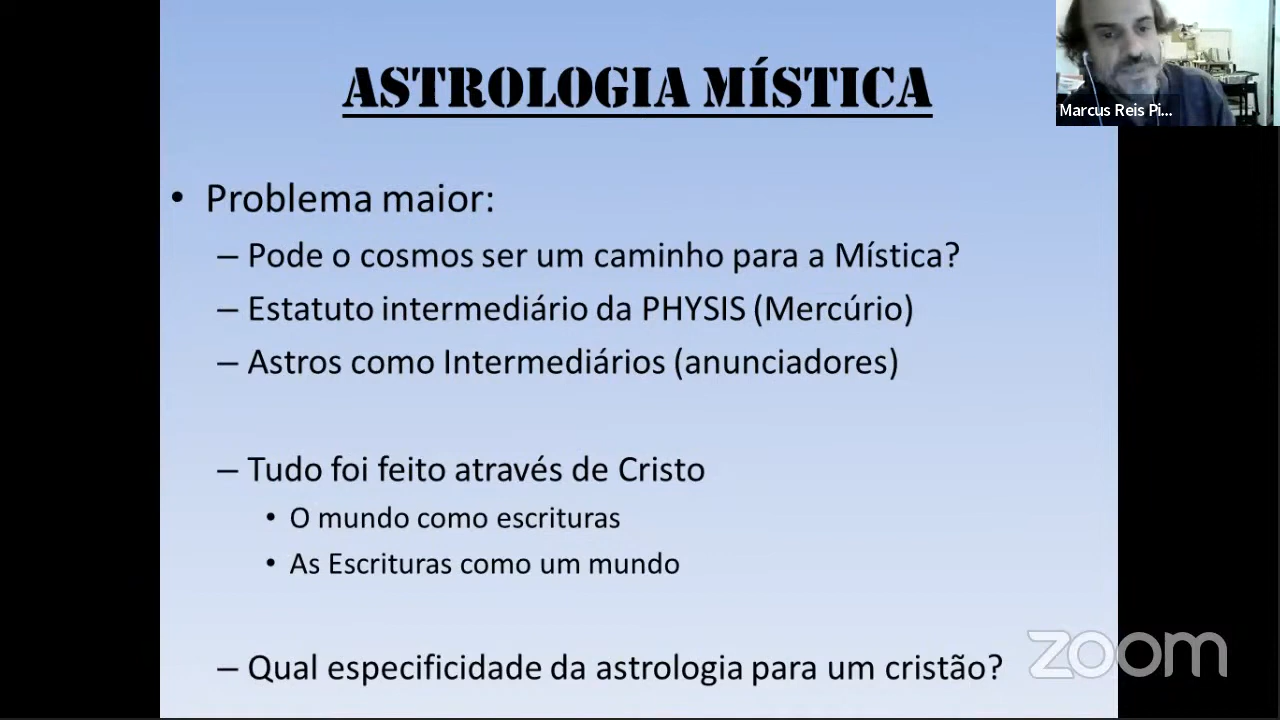 ASTROLOGIA MÍSTICA
Marcus Reis Pi...
• Problema maior:
– Pode o cosmos ser um caminho para a Mística?
– Estatuto intermediário da PHYSIS (Mercúrio)
– Astros como Intermediários (anunciadores)
– Tudo foi feito através de Cristo
• O mundo como escrituras
• As Escrituras como um mundo
– Qual especificidade da astrologia para um cristão?
zoom